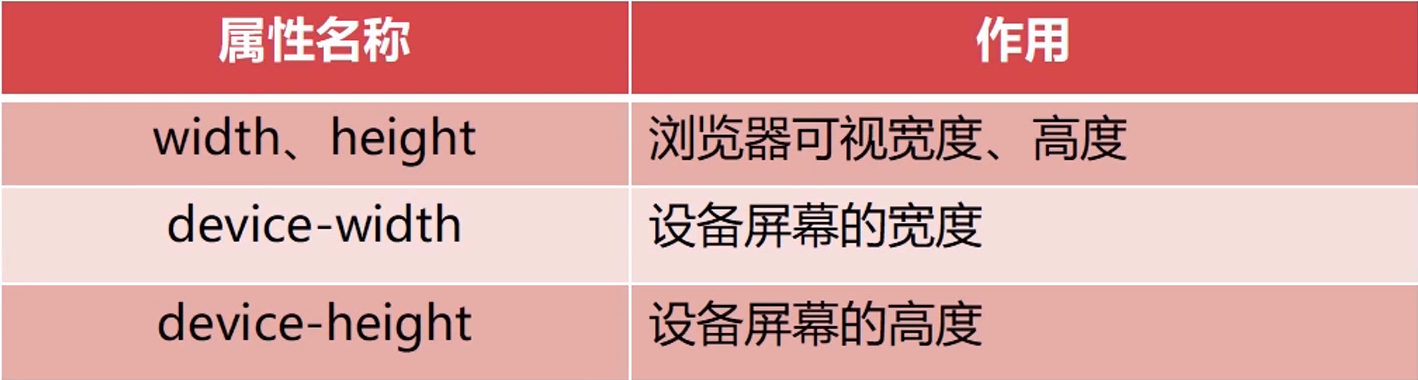 属性名称 作用
width、height 浏览器可视宽度、高度
device-width 设备屏幕的宽度
device-height 设备屏幕的高度